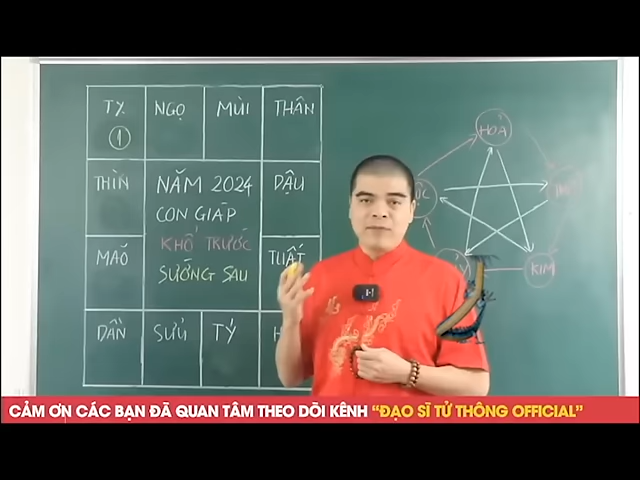 TỴ
①
NGỌ
MÙI
THÂN
THÌN
NĂM 2024
CON GIÁP
KHỔ TRƯỚC
SƯỚNG SAU
DẬU
MÃO
TUẤT
DẦN
SỬU
TÝ
HOẢ
KIM
CẢM ƠN CÁC BẠN ĐÃ QUAN TÂM THEO DÕI KÊNH “ĐẠO SĨ TỬ THÔNG OFFICIAL”